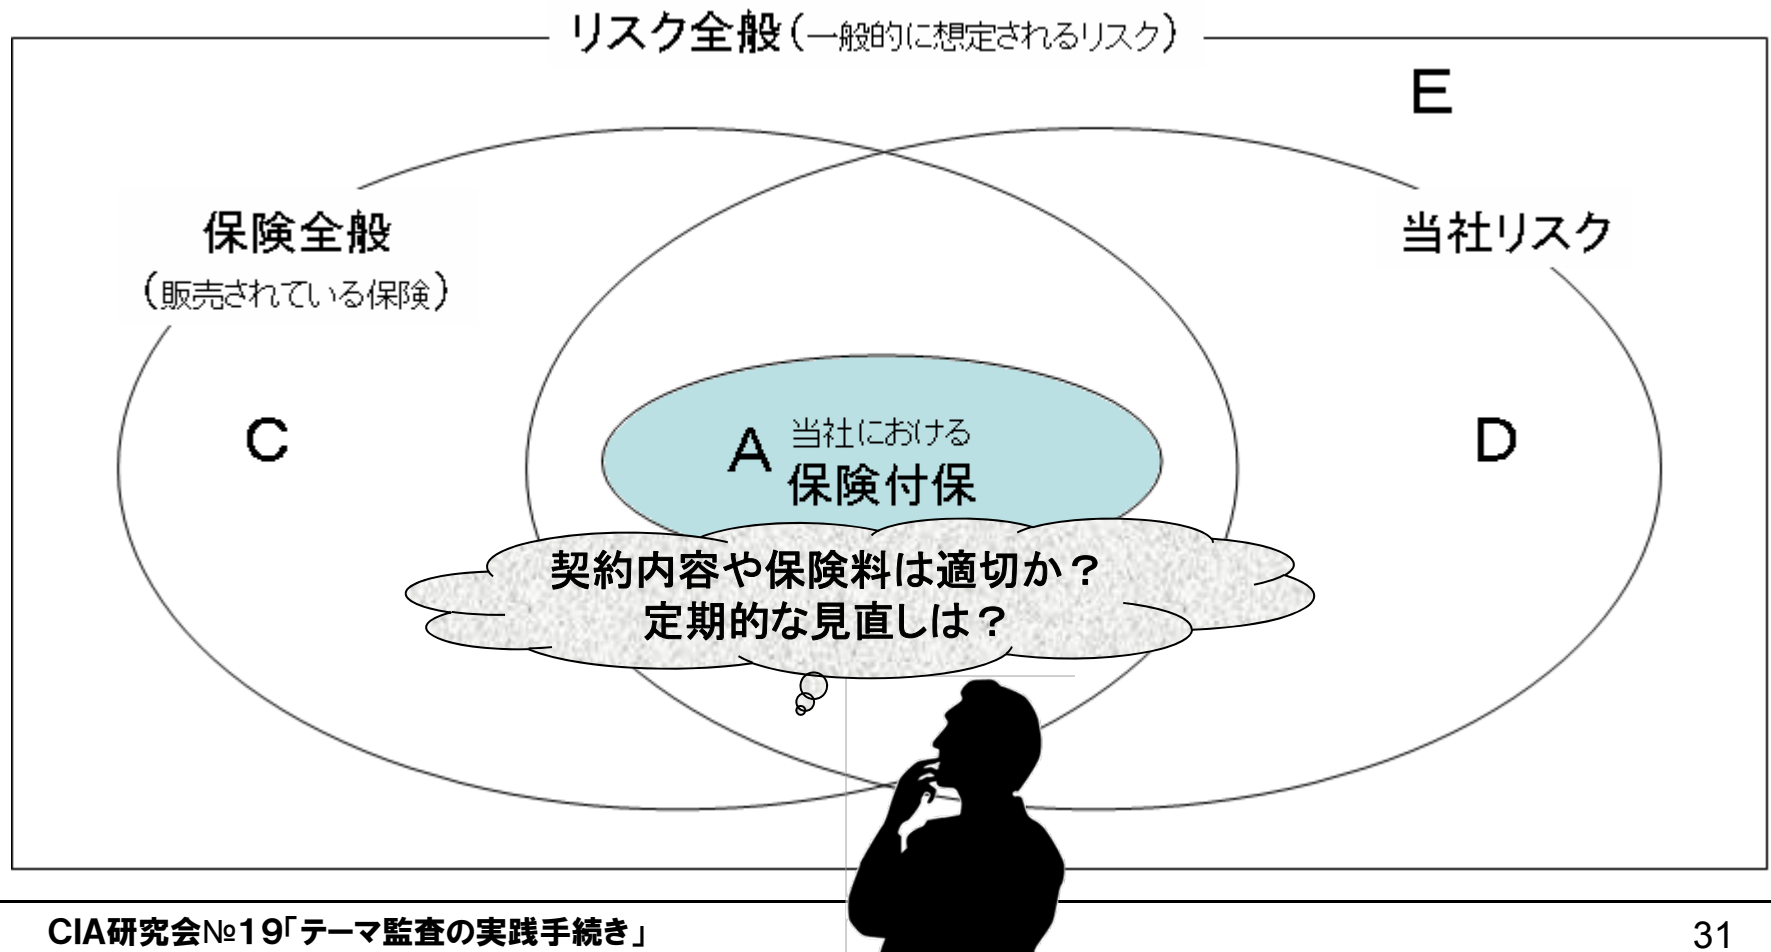 リスク全般(一般的に想定されるリスク)
E
保険全般
(販売されている保険)
当社リスク
C
A 当社における
保険付保
D
契約内容や保険料は適切か?
定期的な見直しは?
CIA研究会№19「テーマ監査の実践手続き」
31